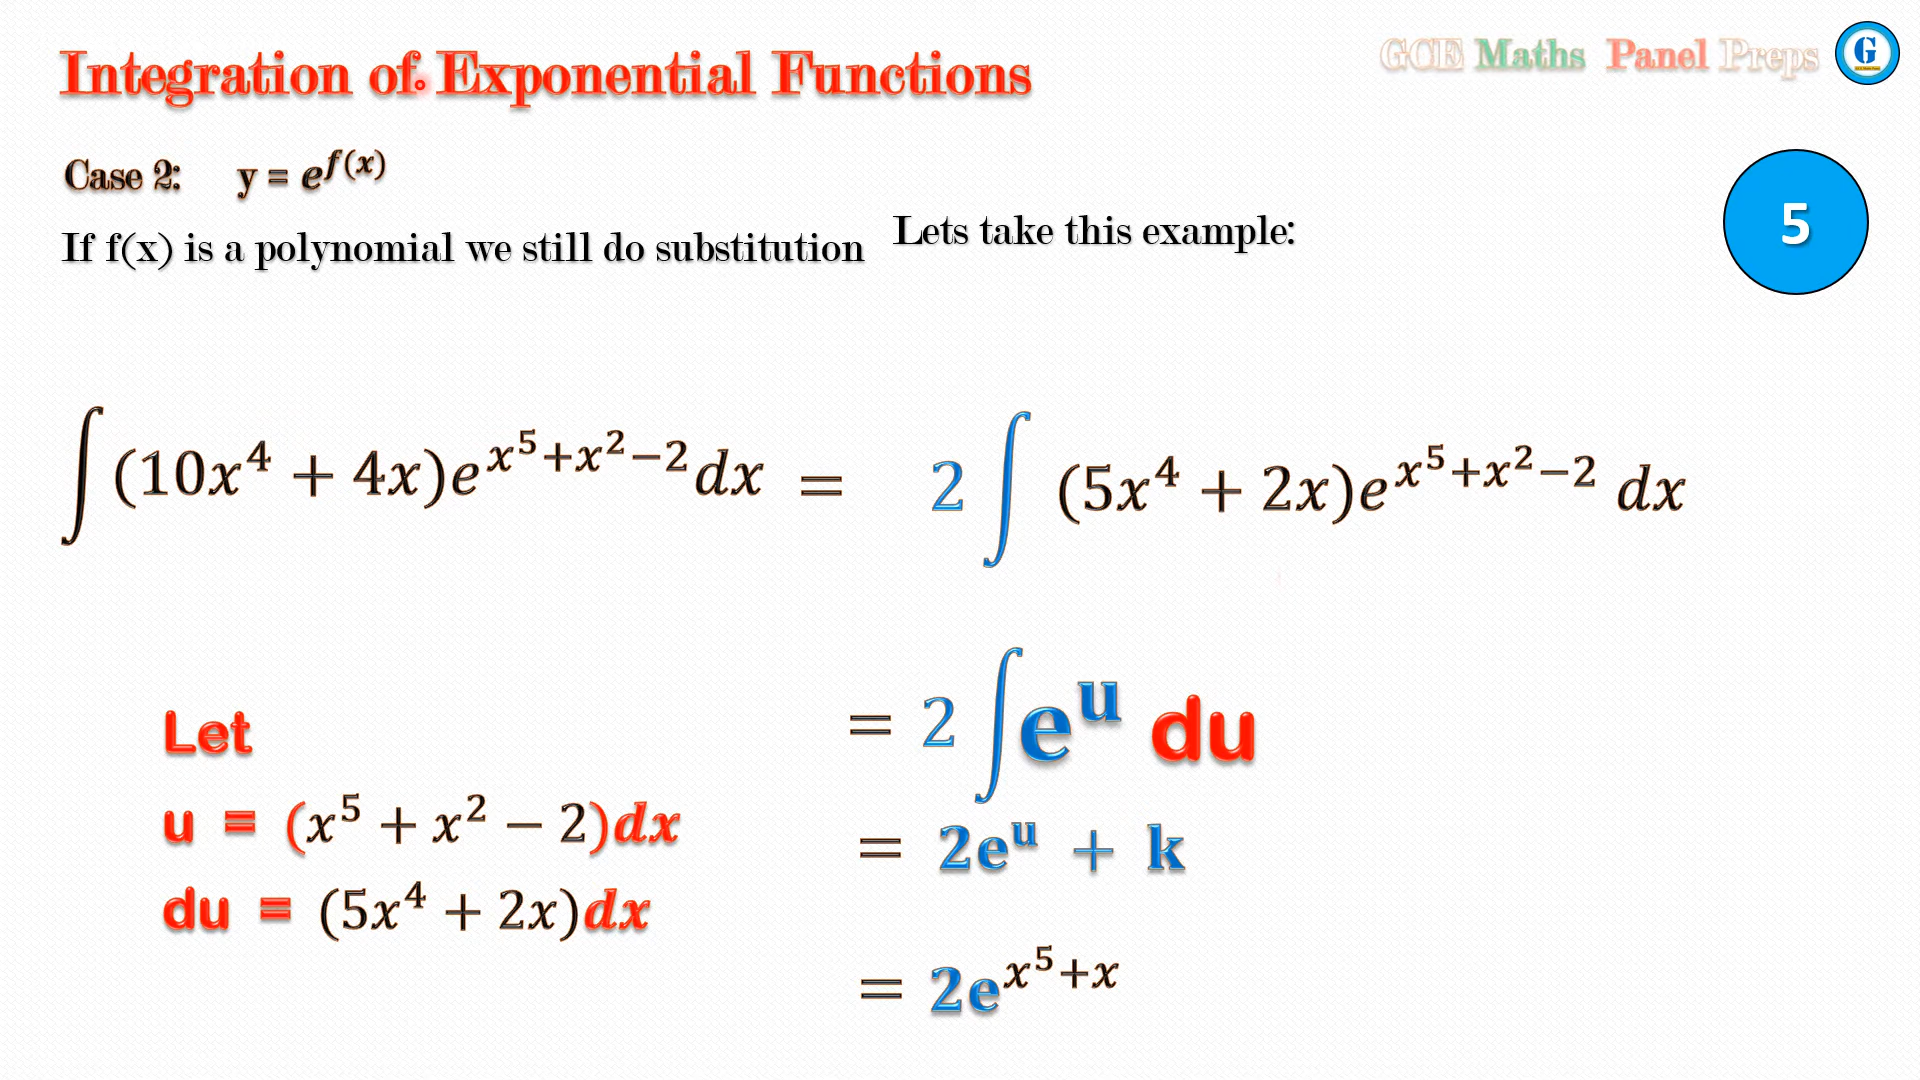 Integration of Exponential Functions
GCE Maths Panel Preps
G
Case 2: y = e^{f(x)}
If f(x) is a polynomial we still do substitution
Lets take this example:
5
∫(10x⁴ + 4x)e^{x⁵+x²−2}dx = 2∫(5x⁴ + 2x)e^{x⁵+x²−2} dx
Let
u = (x⁵ + x² − 2)dx
du = (5x⁴ + 2x)dx
= 2∫e^u du
= 2e^u + k
= 2e^{x⁵+x}